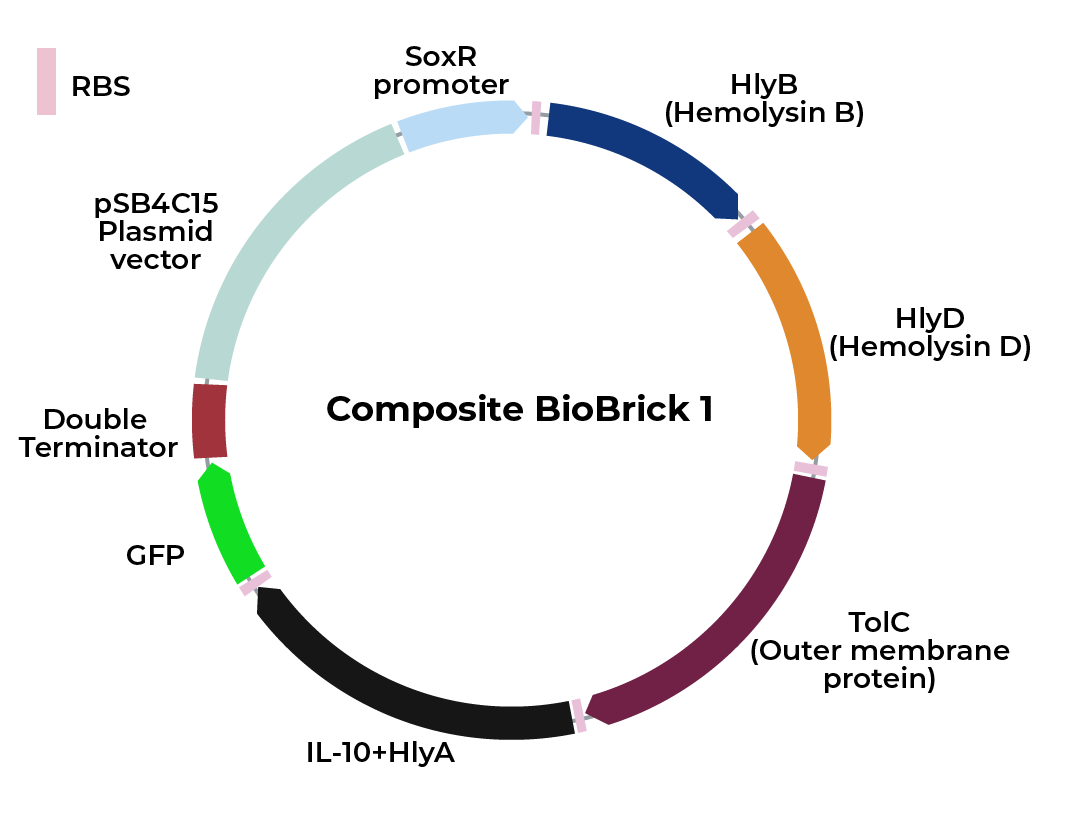 RBS
SoxR
promoter
HlyB
(Hemolysin B)
pSB4C15
Plasmid
vector
HlyD
(Hemolysin D)
Composite BioBrick 1
Double
Terminator
GFP
TolC
(Outer membrane
protein)
IL-10+HlyA